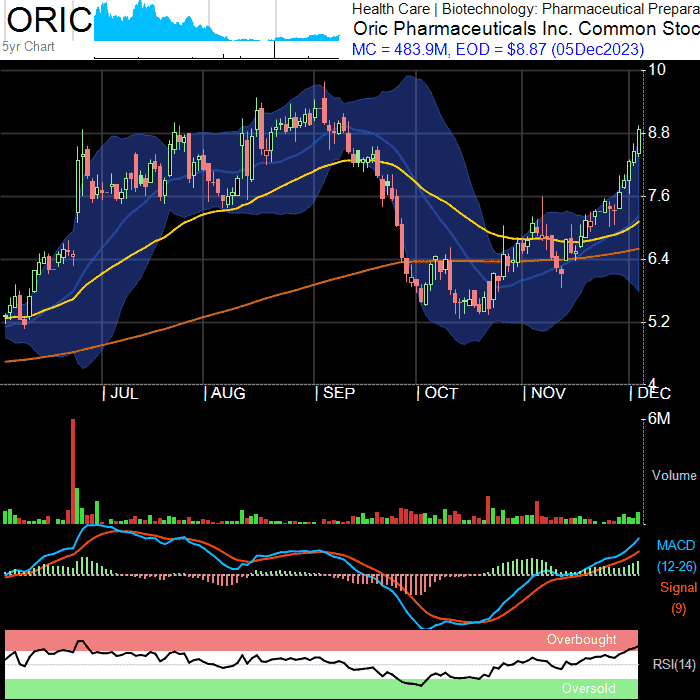 ORIC
5yr Chart
Health Care | Biotechnology: Pharmaceutical Prepara
Oric Pharmaceuticals Inc. Common Stoc
MC = 483.9M, EOD = $8.87 (05Dec2023)
10
8.8
7.6
6.4
5.2
4
| JUL | AUG | SEP | OCT | NOV | DEC
6M
Volume
MACD
(12-26)
Signal
(9)
Overbought
RSI(14)
Oversold